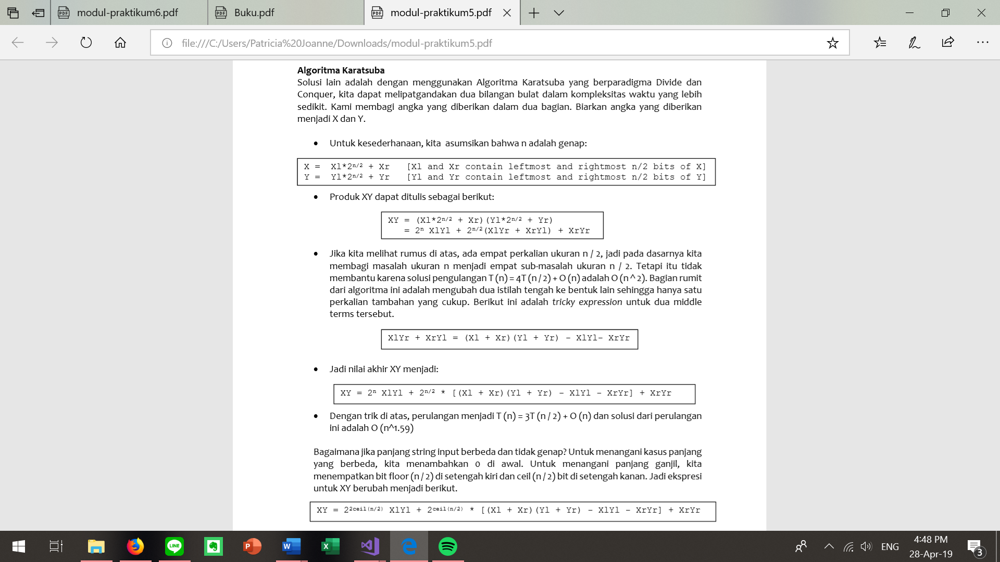 modul-praktikum6.pdf
Buku.pdf
modul-praktikum5.pdf
file:///C:/Users/Patricia%20Joanne/Downloads/modul-praktikum5.pdf
Algoritma Karatsuba
Solusi lain adalah dengan menggunakan Algoritma Karatsuba yang berparadigma Divide dan
Conquer, kita dapat melipatgandakan dua bilangan bulat dalam kompleksitas waktu yang lebih
sedikit. Kami membagi angka yang diberikan dalam dua bagian. Biarkan angka yang diberikan
menjadi X dan Y.
• Untuk kesederhanaan, kita asumsikan bahwa n adalah genap:
X = Xl*2ⁿ/² + Xr [Xl and Xr contain leftmost and rightmost n/2 bits of X]
Y = Yl*2ⁿ/² + Yr [Yl and Yr contain leftmost and rightmost n/2 bits of Y]
• Produk XY dapat ditulis sebagai berikut:
XY = (Xl*2ⁿ/² + Xr)(Yl*2ⁿ/² + Yr)
= 2ⁿ XlYl + 2ⁿ/²(XlYr + XrYl) + XrYr
• Jika kita melihat rumus di atas, ada empat perkalian ukuran n / 2, jadi pada dasarnya kita
membagi masalah ukuran n menjadi empat sub-masalah ukuran n / 2. Tetapi itu tidak
membantu karena solusi pengulangan T (n) = 4T (n / 2) + O (n) adalah O (n ^ 2). Bagian rumit
dari algoritma ini adalah mengubah dua istilah tengah ke bentuk lain sehingga hanya satu
perkalian tambahan yang cukup. Berikut ini adalah tricky expression untuk dua middle
terms tersebut.
XlYr + XrYl = (Xl + Xr)(Yl + Yr) - XlYl- XrYr
• Jadi nilai akhir XY menjadi:
XY = 2ⁿ XlYl + 2ⁿ/² * [(Xl + Xr)(Yl + Yr) - XlYl - XrYr] + XrYr
• Dengan trik di atas, perulangan menjadi T (n) = 3T (n / 2) + O (n) dan solusi dari perulangan
ini adalah O (n^1.59)
Bagaimana jika panjang string input berbeda dan tidak genap? Untuk menangani kasus panjang
yang berbeda, kita menambahkan 0 di awal. Untuk menangani panjang ganjil, kita
menempatkan bit floor (n / 2) di setengah kiri dan ceil (n / 2) bit di setengah kanan. Jadi ekspresi
untuk XY berubah menjadi berikut.
XY = 2^2ceil(n/2) XlYl + 2^ceil(n/2) * [(Xl + Xr)(Yl + Yr) - XlYl - XrYr] + XrYr
LINE
ENG
4:48 PM
28-Apr-19
3